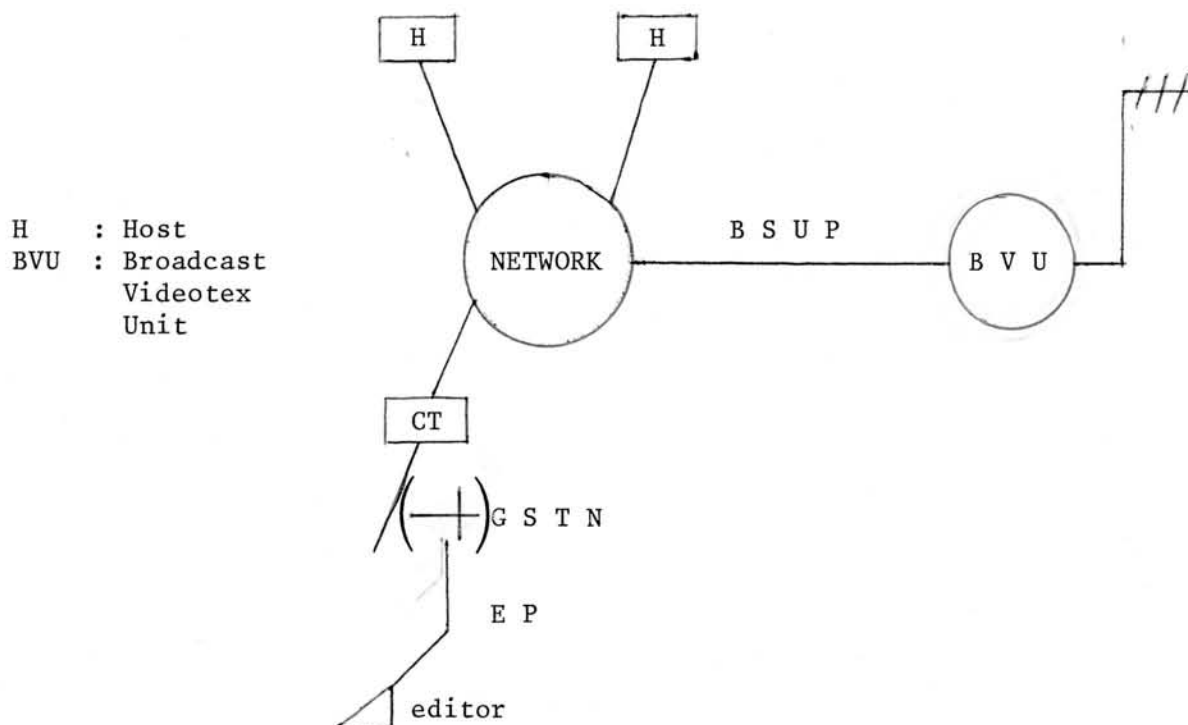 H
H
B S U P
H : Host
BVU : Broadcast
Videotex
Unit
NETWORK
B V U
CT
G S T N
E P
editor